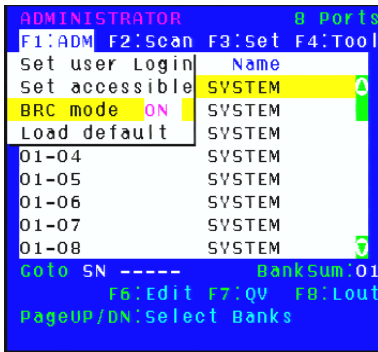 ADMINISTRATOR 8 Ports
F1:ADM F2:Scan F3:Set F4:Tool
Set user Login Name
Set accessible SYSTEM
BRC mode ON SYSTEM
Load default SYSTEM
01-04 SYSTEM
01-05 SYSTEM
01-06 SYSTEM
01-07 SYSTEM
01-08 SYSTEM
Goto SN ----- BankSum:01
F6:Edit F7:QV F8:Lout
PageUP/DN:Select Banks